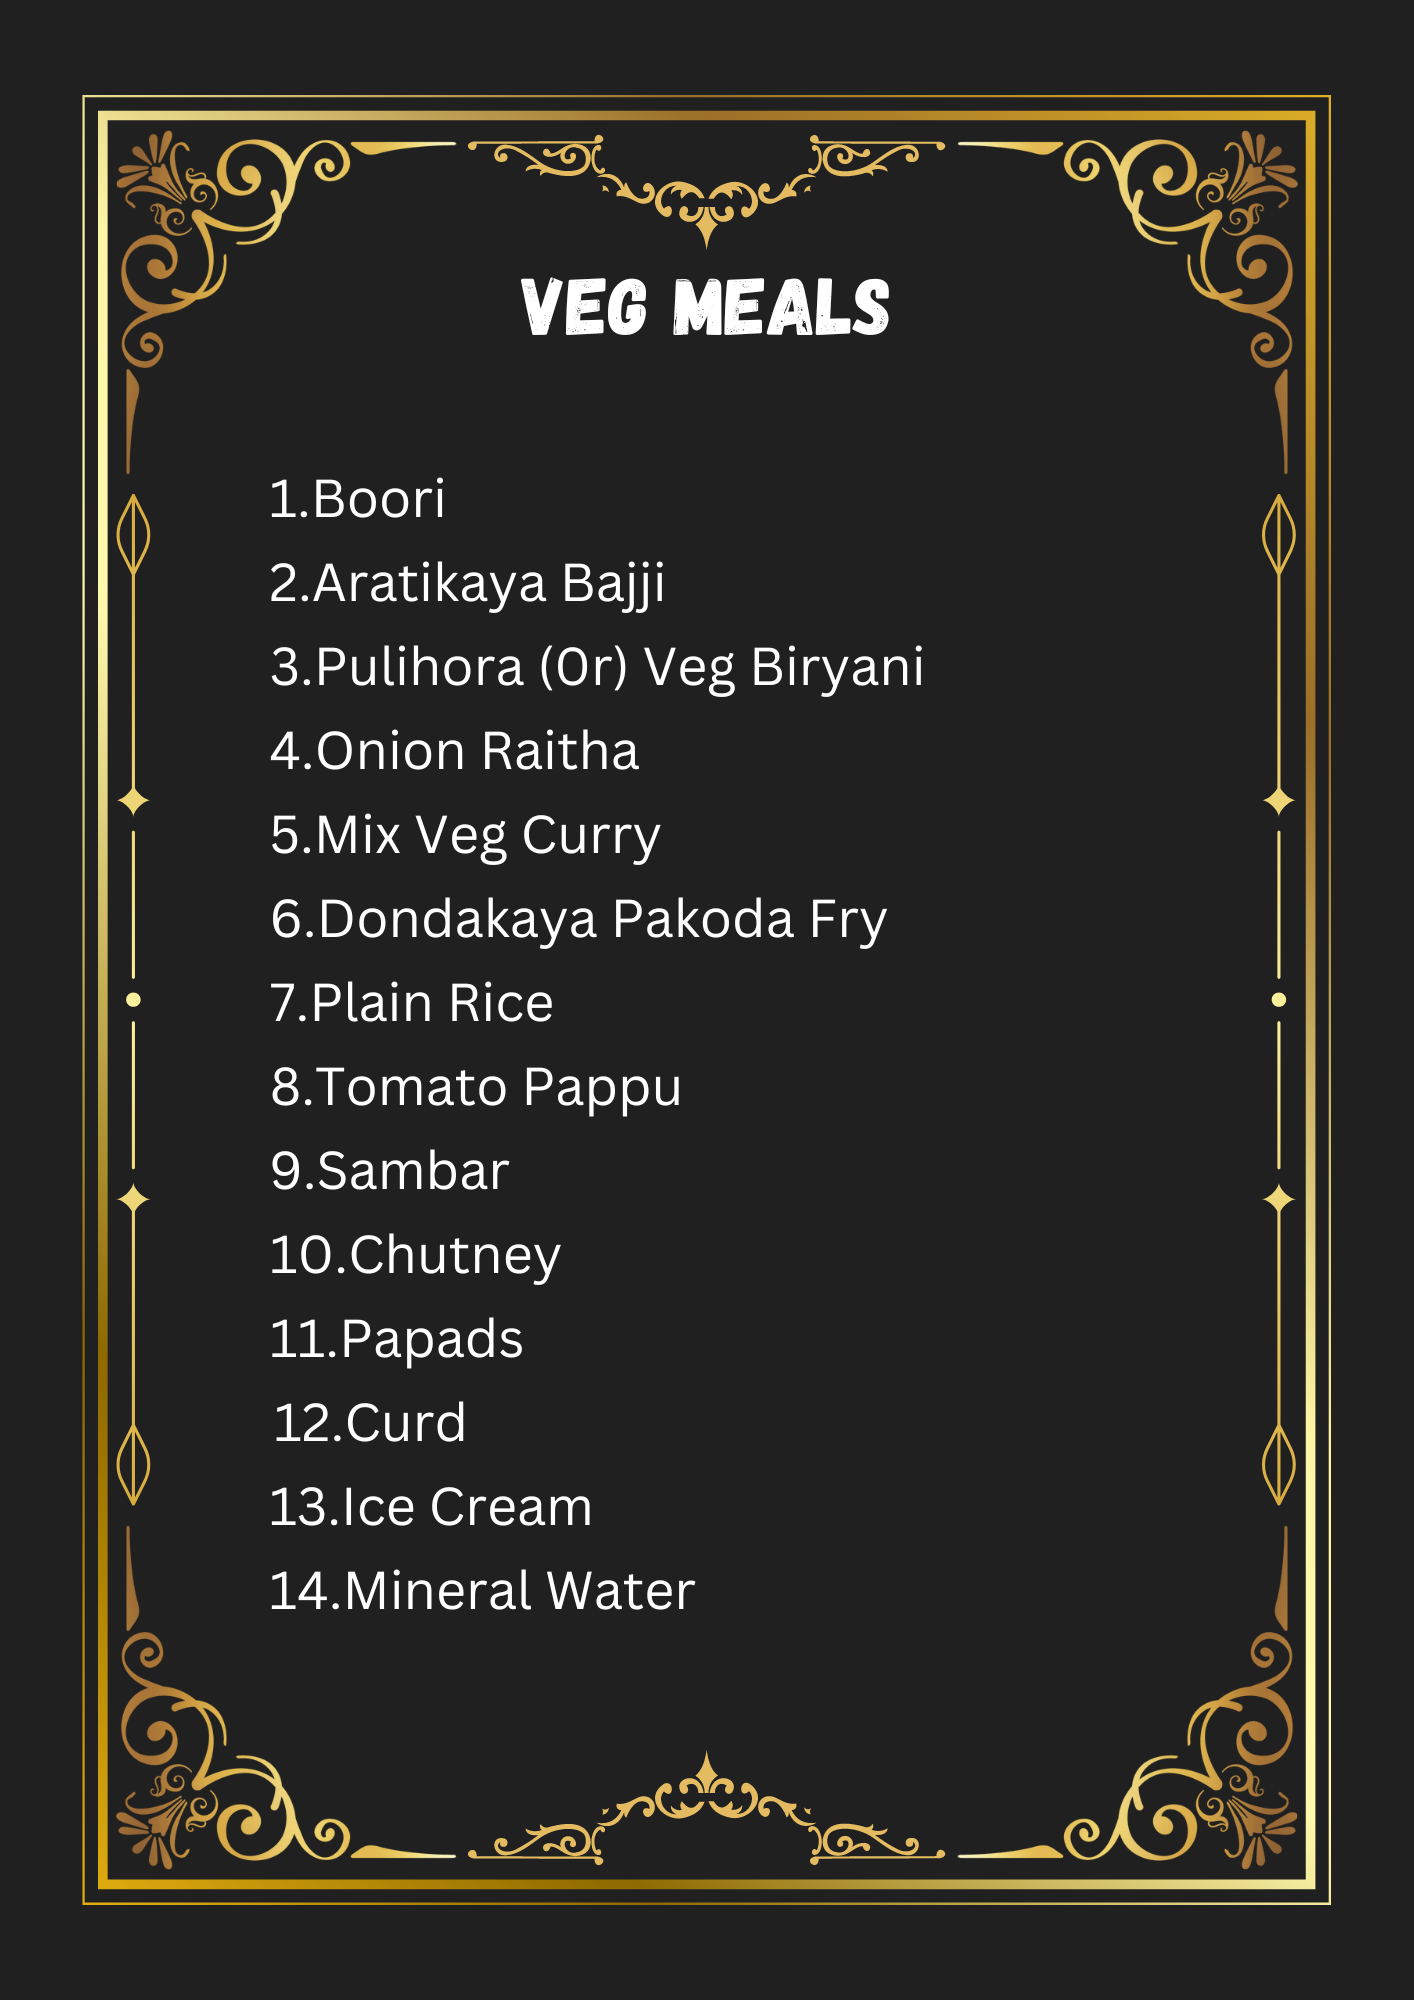 VEG MEALS
1.Boori
2.Aratikaya Bajji
3.Pulihora (0r) Veg Biryani
4.Onion Raitha
5.Mix Veg Curry
6.Dondakaya Pakoda Fry
7.Plain Rice
8.Tomato Pappu
9.Sambar
10.Chutney
11.Papads
12.Curd
13.Ice Cream
14.Mineral Water